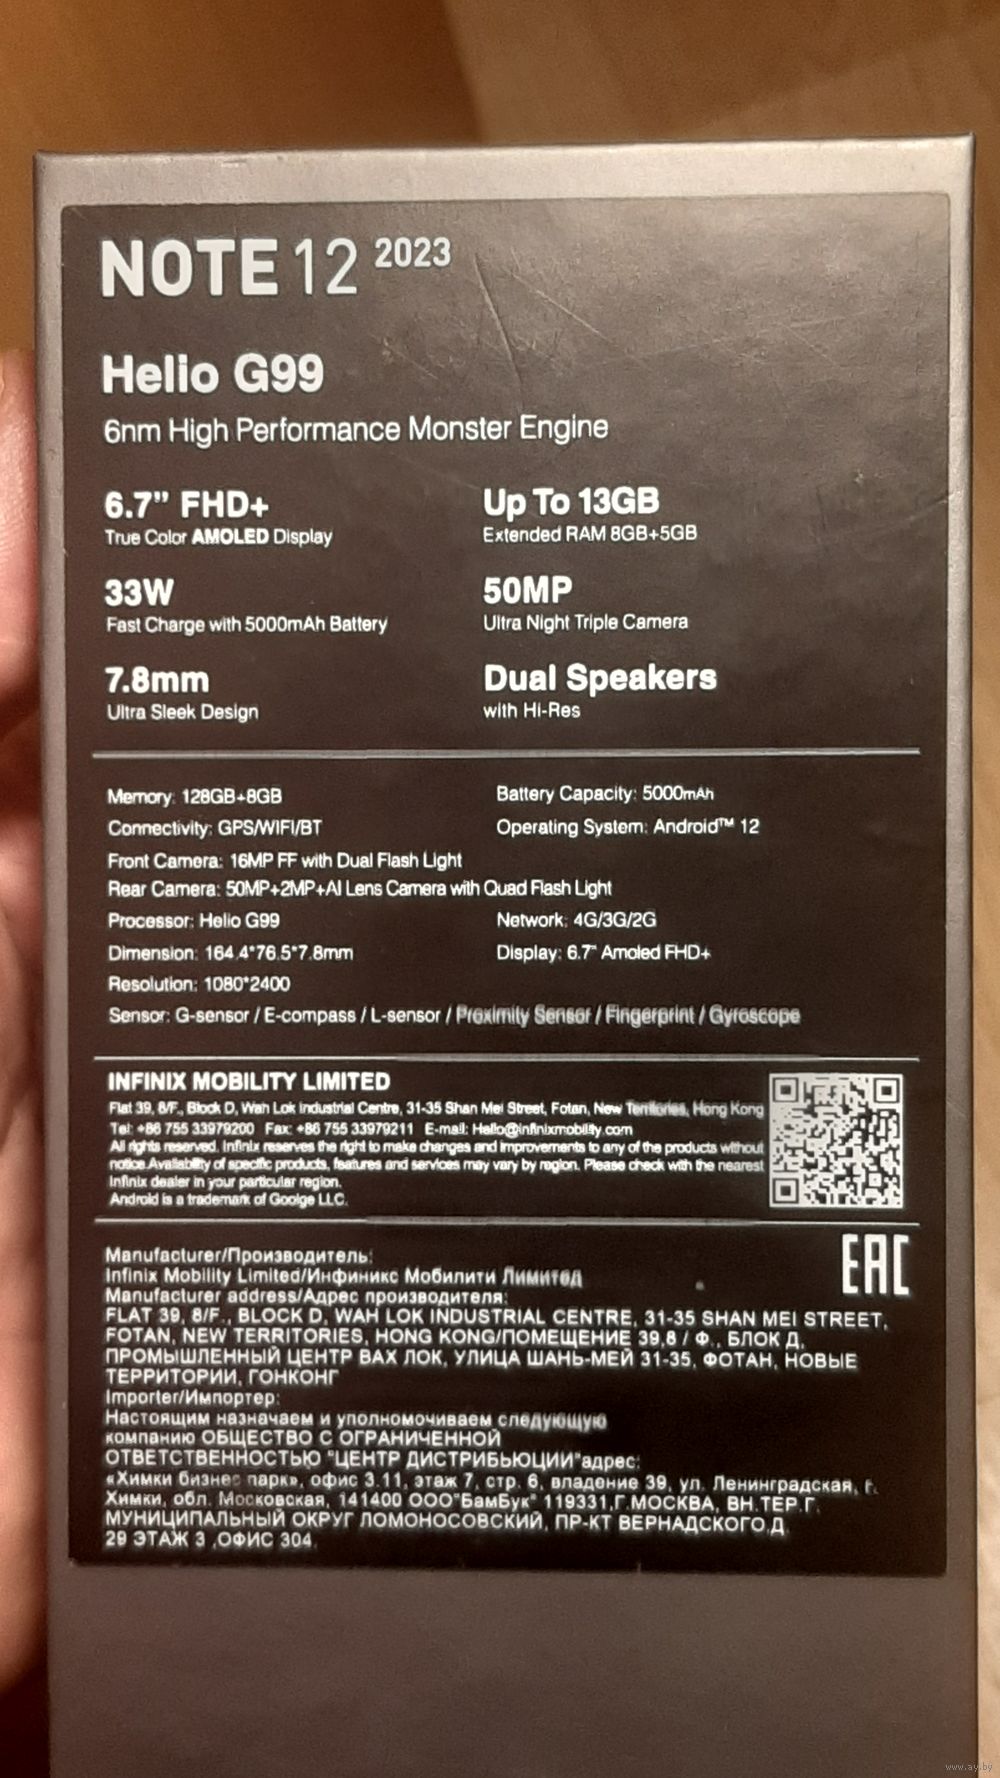 NOTE 12 2023
Helio G99
6nm High Performance Monster Engine
6.7” FHD+
True Color AMOLED Display
Up To 13GB
Extended RAM 8GB+5GB
33W
Fast Charge with 5000mAh Battery
50MP
Ultra Night Triple Camera
7.8mm
Ultra Sleek Design
Dual Speakers
with Hi-Res
Memory: 128GB+8GB
Battery Capacity: 5000mAh
Connectivity: GPS/WIFI/BT
Operating System: Android™ 12
Front Camera: 16MP FF with Dual Flash Light
Rear Camera: 50MP+2MP+AI Lens Camera with Quad Flash Light
Processor: Helio G99
Network: 4G/3G/2G
Dimension: 164.4*76.5*7.8mm
Display: 6.7" Amoled FHD+
Resolution: 1080*2400
Sensor: G-sensor / E-compass / L-sensor / Proximity Sensor / Fingerprint / Gyroscope
INFINIX MOBILITY LIMITED
Flat 39, 8/F., Block D, Wah Lok Industrial Centre, 31-35 Shan Mei Street, Fotan, New Territories, Hong Kong
Tel: +86 755 33979200 Fax: +86 755 33979211 E-mail: Hello@infinixmobility.com
All rights reserved. Infinix reserves the right to make changes and improvements to any of the products without
notice.Availability of specific products, features and services may vary by region. Please check with the nearest
Infinix dealer in your particular region.
Android is a trademark of Goolge LLC.
EAC
Manufacturer/Производитель:
Infinix Mobility Limited/Инфиникс Мобилити Лимитед
Manufacturer address/Адрес производителя:
FLAT 39, 8/F., BLOCK D, WAH LOK INDUSTRIAL CENTRE, 31-35 SHAN MEI STREET,
FOTAN, NEW TERRITORIES, HONG KONG/ПОМЕЩЕНИЕ 39,8 / Ф., БЛОК Д,
ПРОМЫШЛЕННЫЙ ЦЕНТР ВАХ ЛОК, УЛИЦА ШАНЬ-МЕЙ 31-35, ФОТАН, НОВЫЕ
ТЕРРИТОРИИ, ГОНКОНГ
Importer/Импортер:
Настоящим назначаем и уполномочиваем следующую
компанию ОБЩЕСТВО С ОГРАНИЧЕННОЙ
ОТВЕТСТВЕННОСТЬЮ "ЦЕНТР ДИСТРИБЬЮЦИИ"адрес:
«Химки бизнес парк», офис 3.11, этаж 7, стр. 6, владение 39, ул. Ленинградская, г.
Химки, обл. Московская, 141400 ООО"БамБук" 119331,Г.МОСКВА, ВН.ТЕР.Г.
МУНИЦИПАЛЬНЫЙ ОКРУГ ЛОМОНОСОВСКИЙ, ПР-КТ ВЕРНАДСКОГО,Д
29 ЭТАЖ 3 ,ОФИС 304
www.ay.by